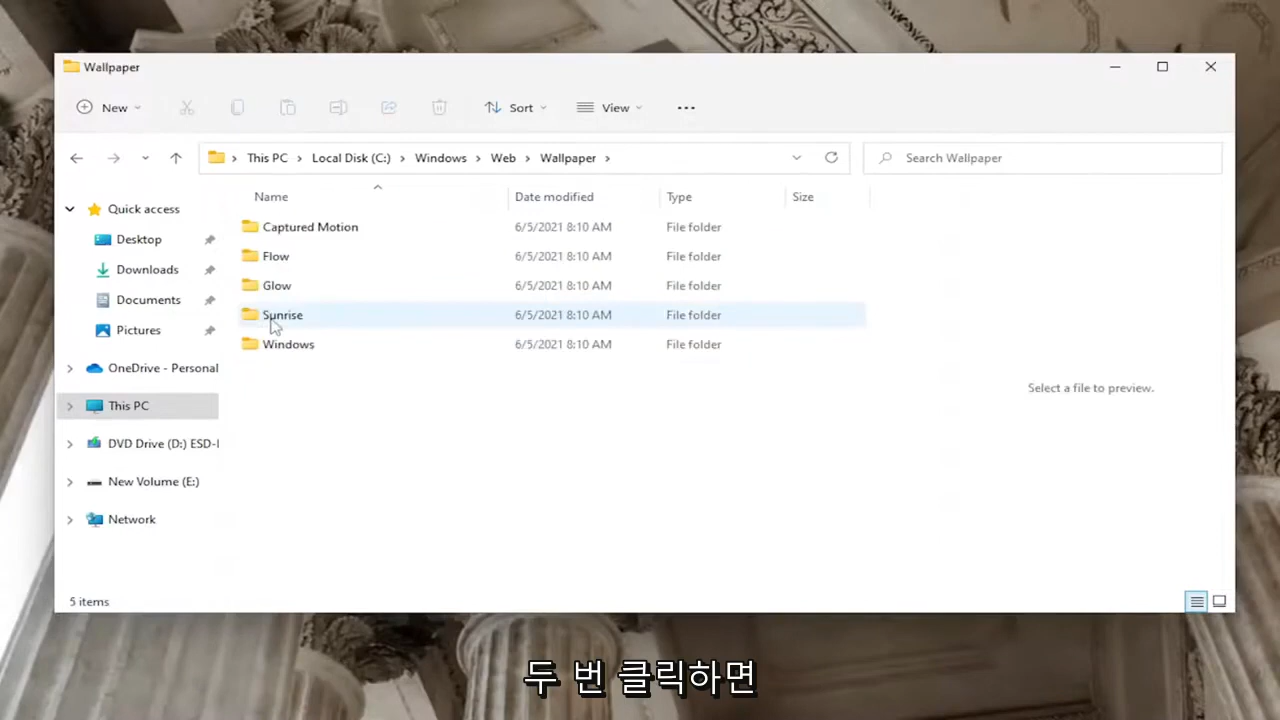 Wallpaper
New
Sort
View
This PC
Local Disk (C:)
Windows
Web
Wallpaper
Search Wallpaper
Name
Date modified
Type
Size
Quick access
Desktop
Downloads
Documents
Pictures
OneDrive - Personal
This PC
DVD Drive (D:) ESD-I
New Volume (E:)
Network
Captured Motion 6/5/2021 8:10 AM File folder
Flow 6/5/2021 8:10 AM File folder
Glow 6/5/2021 8:10 AM File folder
Sunrise 6/5/2021 8:10 AM File folder
Windows 6/5/2021 8:10 AM File folder
Select a file to preview.
5 items
두 번 클릭하면